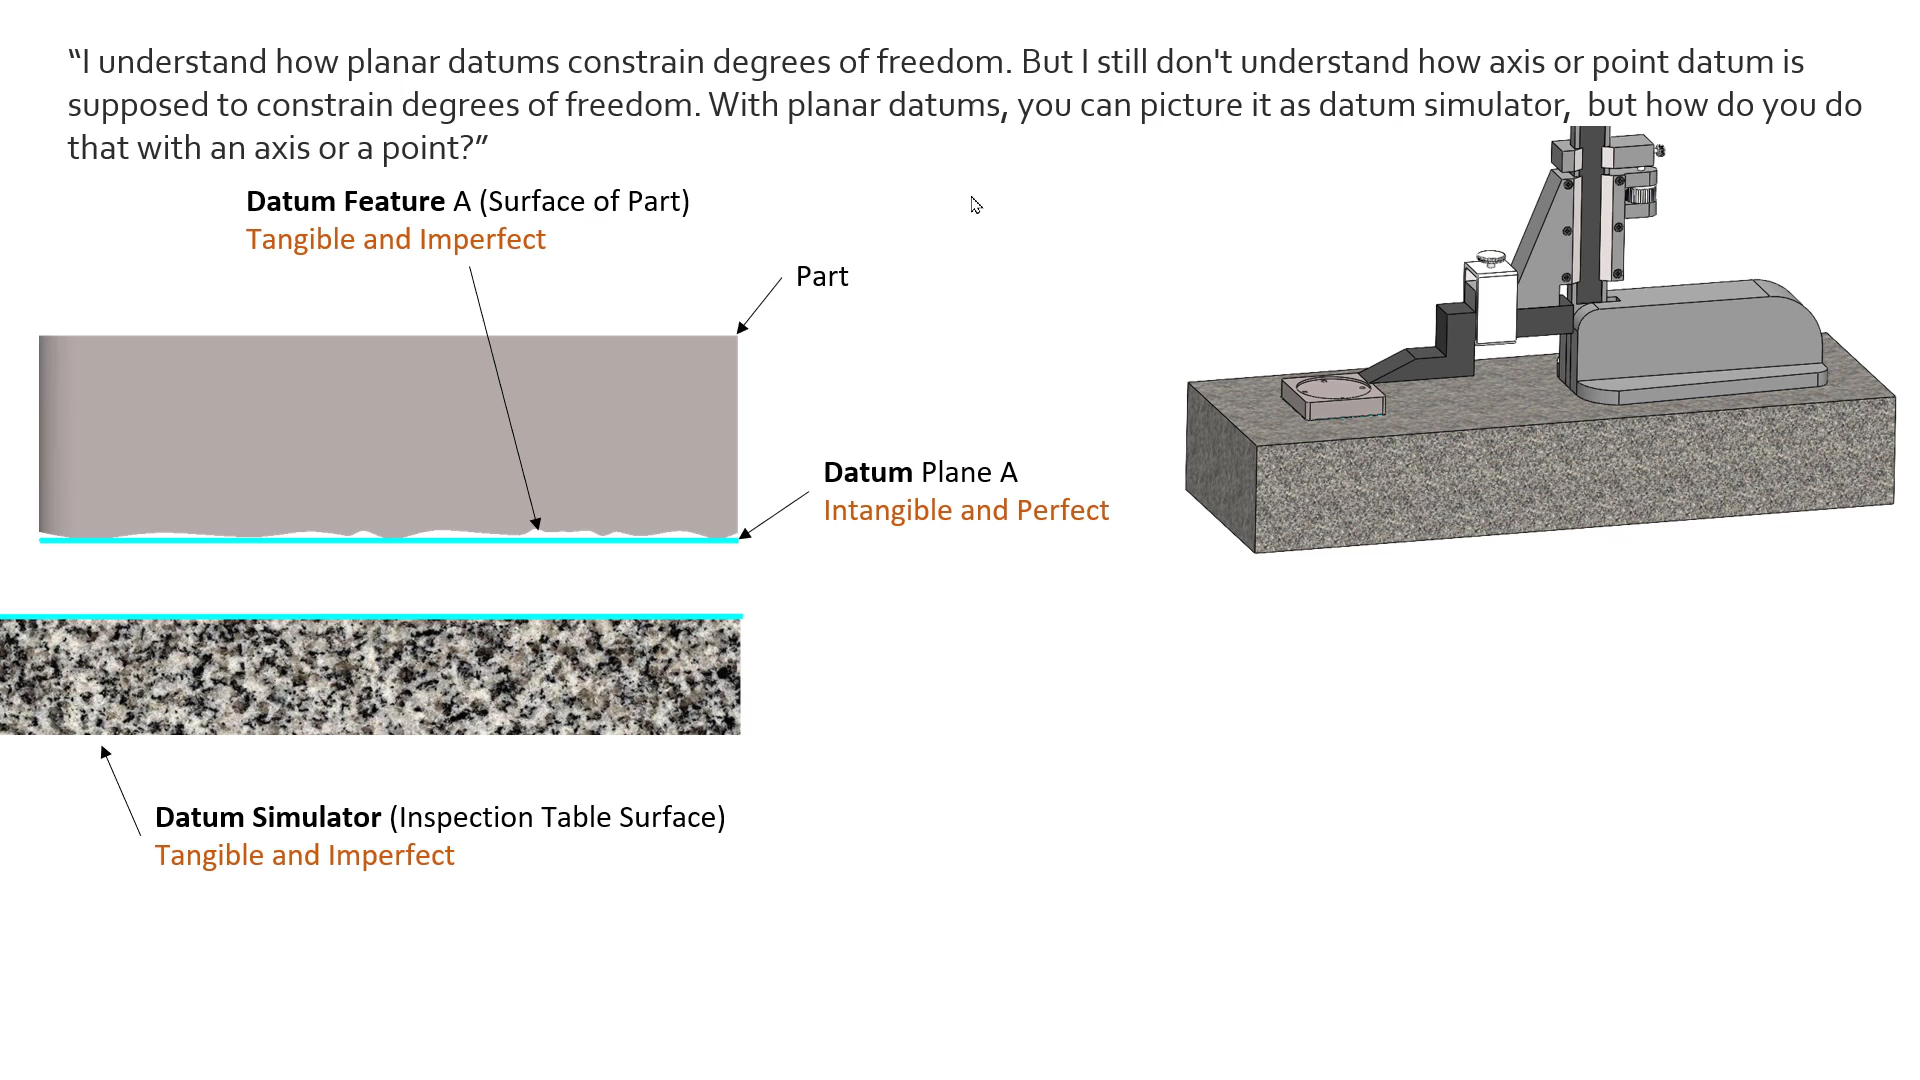 “I understand how planar datums constrain degrees of freedom. But I still don't understand how axis or point datum is
supposed to constrain degrees of freedom. With planar datums, you can picture it as datum simulator,  but how do you do
that with an axis or a point?”
Datum Feature A (Surface of Part)
Tangible and Imperfect
Part
Datum Plane A
Intangible and Perfect
Datum Simulator (Inspection Table Surface)
Tangible and Imperfect